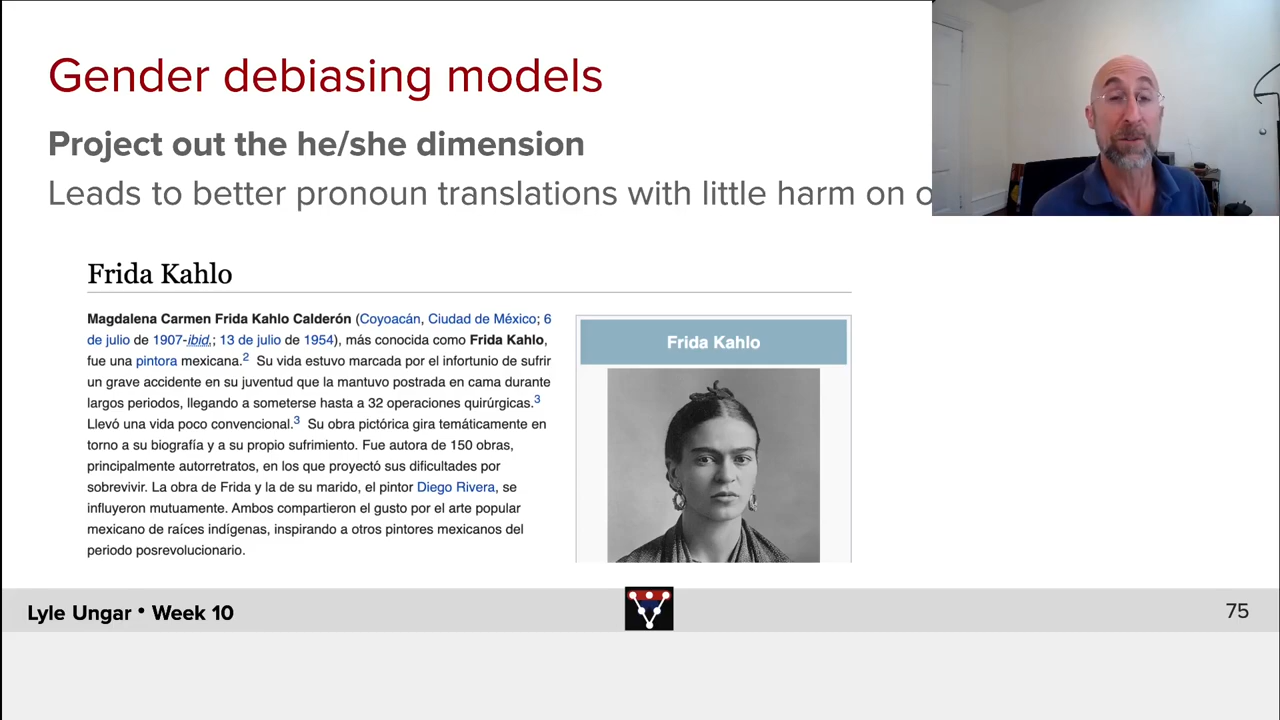 Gender debiasing models
Project out the he/she dimension
Leads to better pronoun translations with little harm on
Frida Kahlo
Magdalena Carmen Frida Kahlo Calderón (Coyoacán, Ciudad de México; 6
de julio de 1907-ibid.; 13 de julio de 1954), más conocida como Frida Kahlo,
fue una pintora mexicana.2 Su vida estuvo marcada por el infortunio de sufrir
un grave accidente en su juventud que la mantuvo postrada en cama durante
largos periodos, llegando a someterse hasta a 32 operaciones quirúrgicas.3
Llevó una vida poco convencional.3 Su obra pictórica gira temáticamente en
torno a su biografía y a su propio sufrimiento. Fue autora de 150 obras,
principalmente autorretratos, en los que proyectó sus dificultades por
sobrevivir. La obra de Frida y la de su marido, el pintor Diego Rivera, se
influyeron mutuamente. Ambos compartieron el gusto por el arte popular
mexicano de raíces indígenas, inspirando a otros pintores mexicanos del
periodo posrevolucionario.
Frida Kahlo
Lyle Ungar • Week 10
75